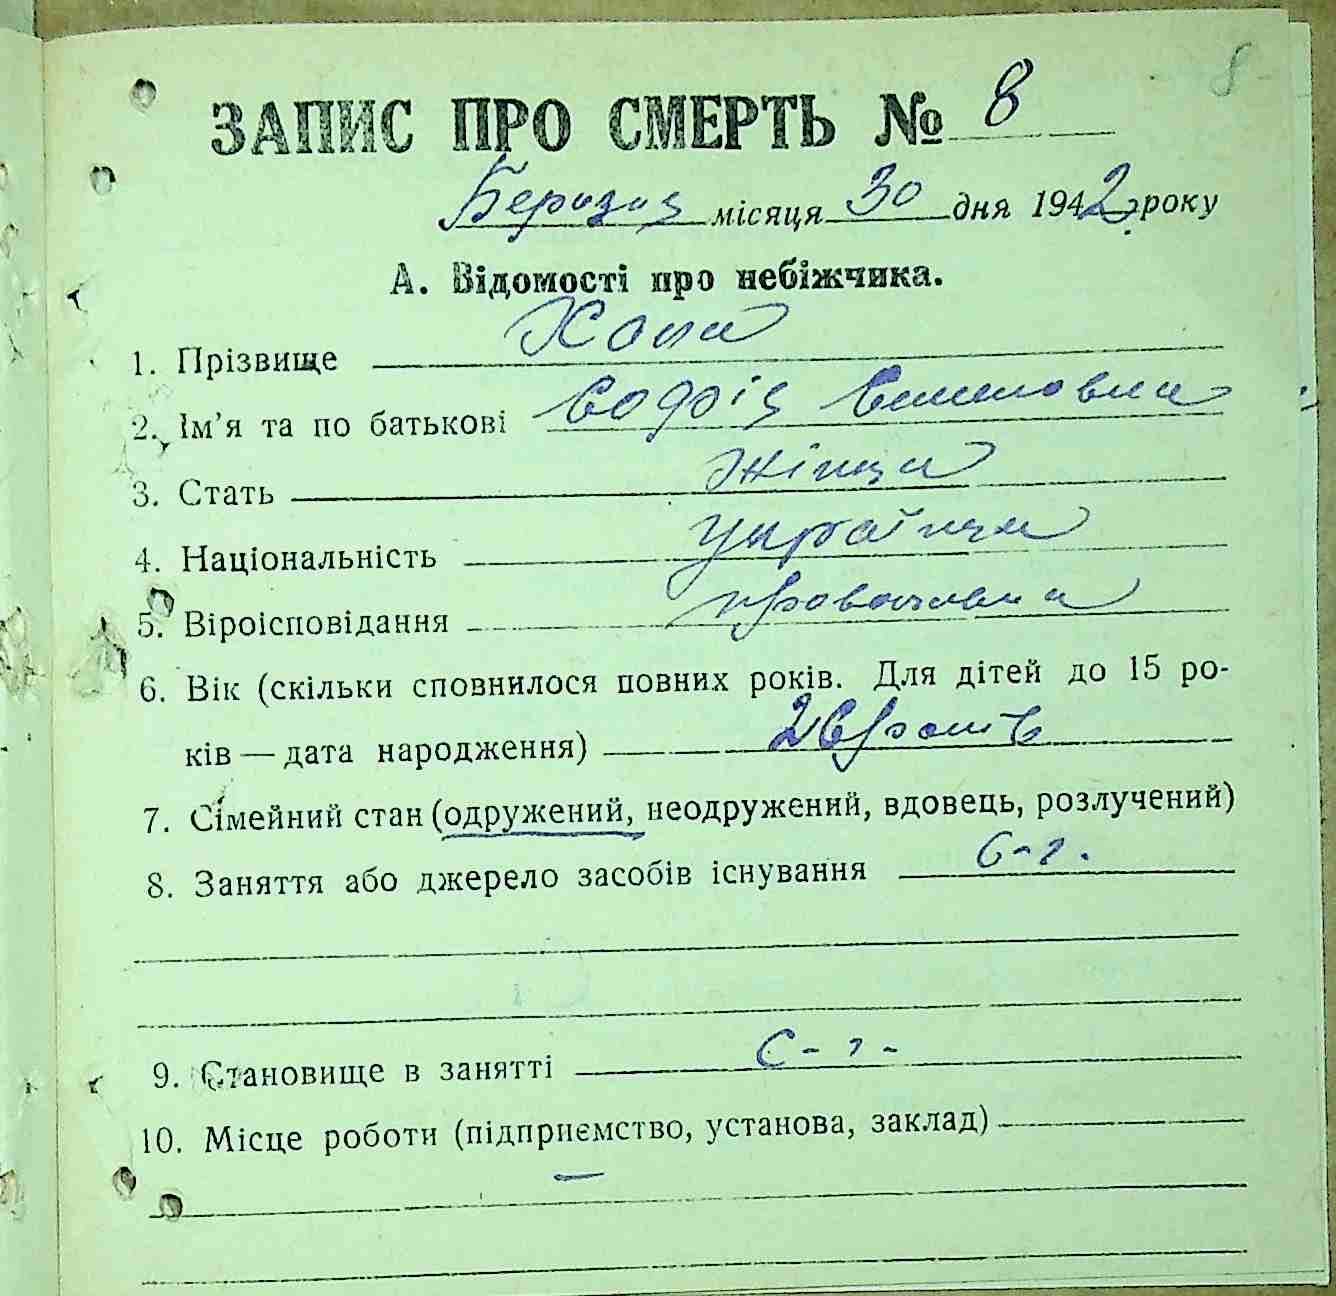 8
ЗАПИС ПРО СМЕРТЬ № 8
Березня місяця 30 дня 1942 року
А. Відомості про небіжчика.
1. Прізвище
2. Ім'я та по батькові Софія
3. Стать жінка
4. Національність українка
5. Віроісповідання православна
6. Вік (скільки сповнилося повних років. Для дітей до 15 ро-
ків — дата народження) 26 років
7. Сімейний стан (одружений, неодружений, вдовець, розлучений)
8. Заняття або джерело засобів існування С-г.
9. Становище в занятті С-г-
10. Місце роботи (підприємство, установа, заклад)
—